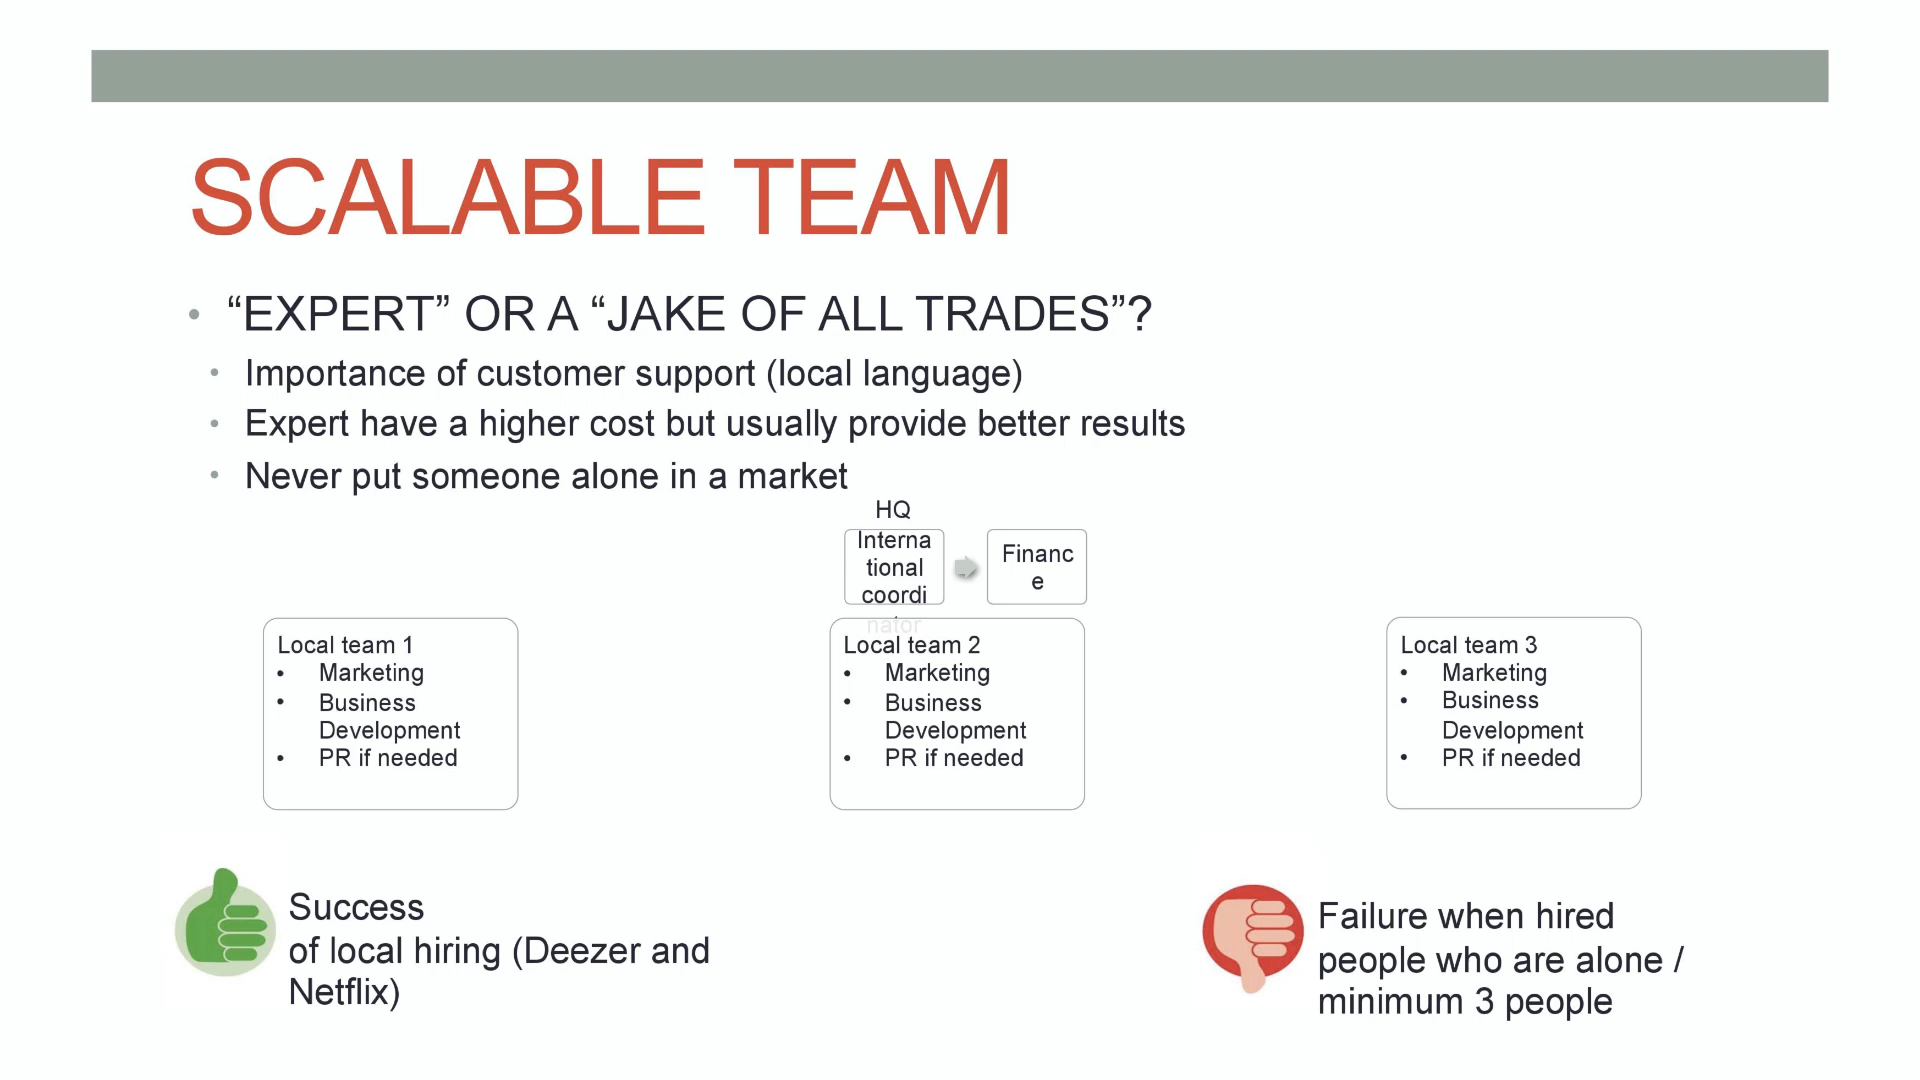 SCALABLE TEAM
• “EXPERT” OR A “JAKE OF ALL TRADES”?
• Importance of customer support (local language)
• Expert have a higher cost but usually provide better results
• Never put someone alone in a market
HQ
Interna
tional
coordi
nator
Financ
e
Local team 1
• Marketing
• Business
Development
• PR if needed
Local team 2
• Marketing
• Business
Development
• PR if needed
Local team 3
• Marketing
• Business
Development
• PR if needed
Success
of local hiring (Deezer and
Netflix)
Failure when hired
people who are alone /
minimum 3 people